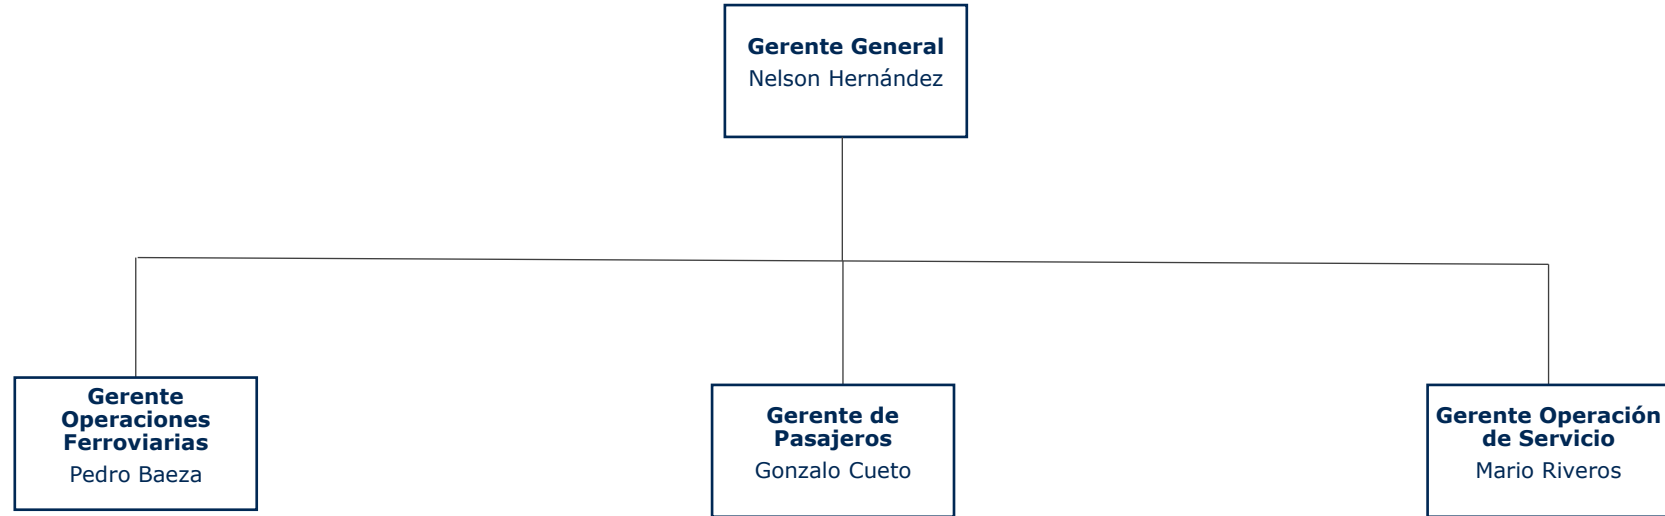 Gerente General
Nelson Hernández
Gerente
Operaciones
Ferroviarias
Pedro Baeza
Gerente de
Pasajeros
Gonzalo Cueto
Gerente Operación
de Servicio
Mario Riveros